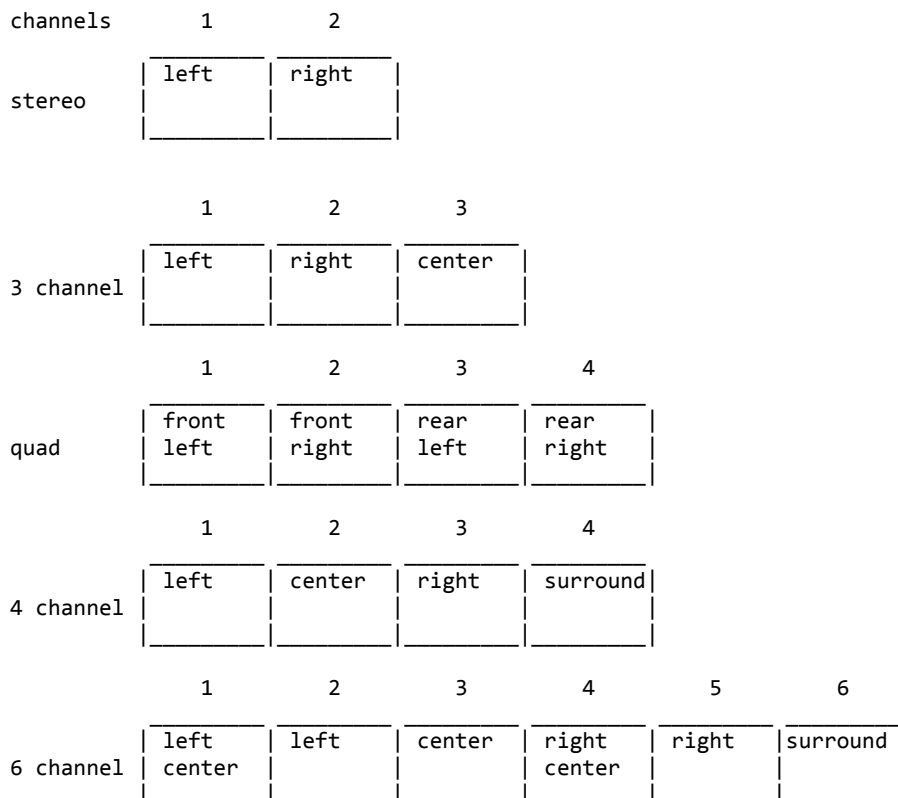 channels 1 2
left right
stereo
1 2 3
left right center
3 channel
1 2 3 4
front front rear rear
quad left right left right
1 2 3 4
left center right surround
4 channel
1 2 3 4 5 6
left left center right right surround
6 channel center center